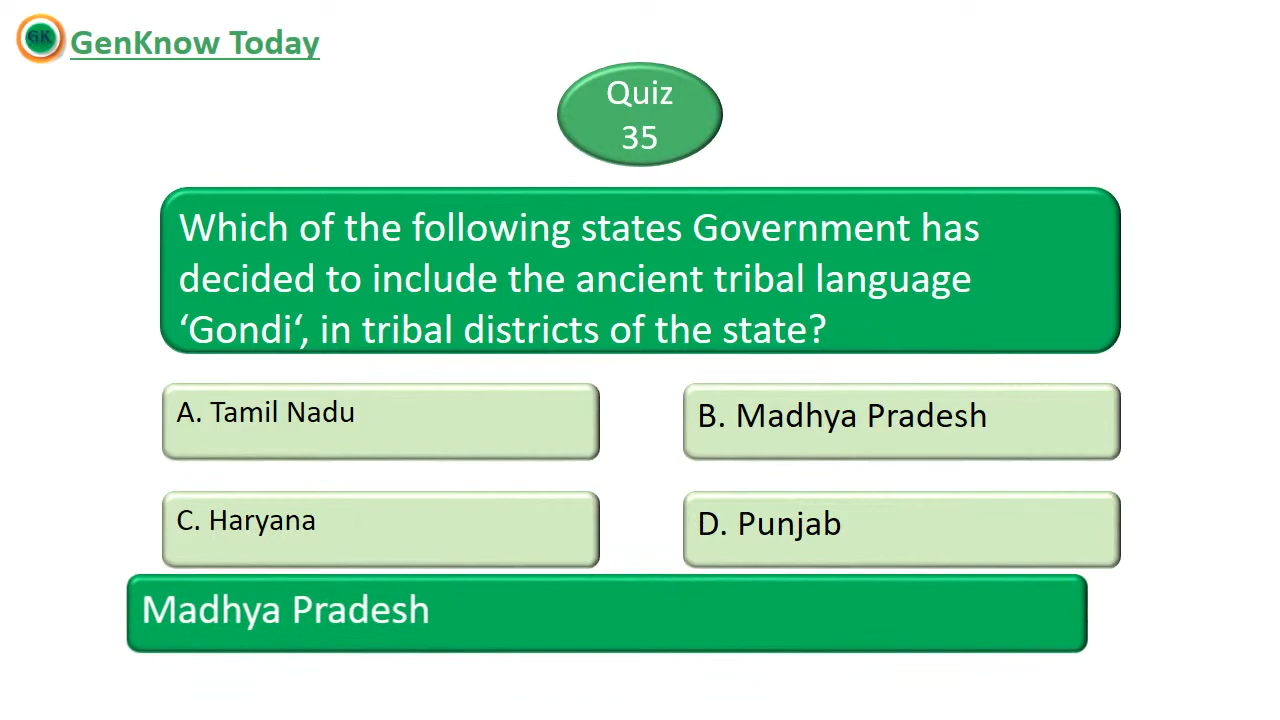 GK
GenKnow Today
Quiz
35
Which of the following states Government has
decided to include the ancient tribal language
‘Gondi‘, in tribal districts of the state?
A. Tamil Nadu
B. Madhya Pradesh
C. Haryana
D. Punjab
Madhya Pradesh